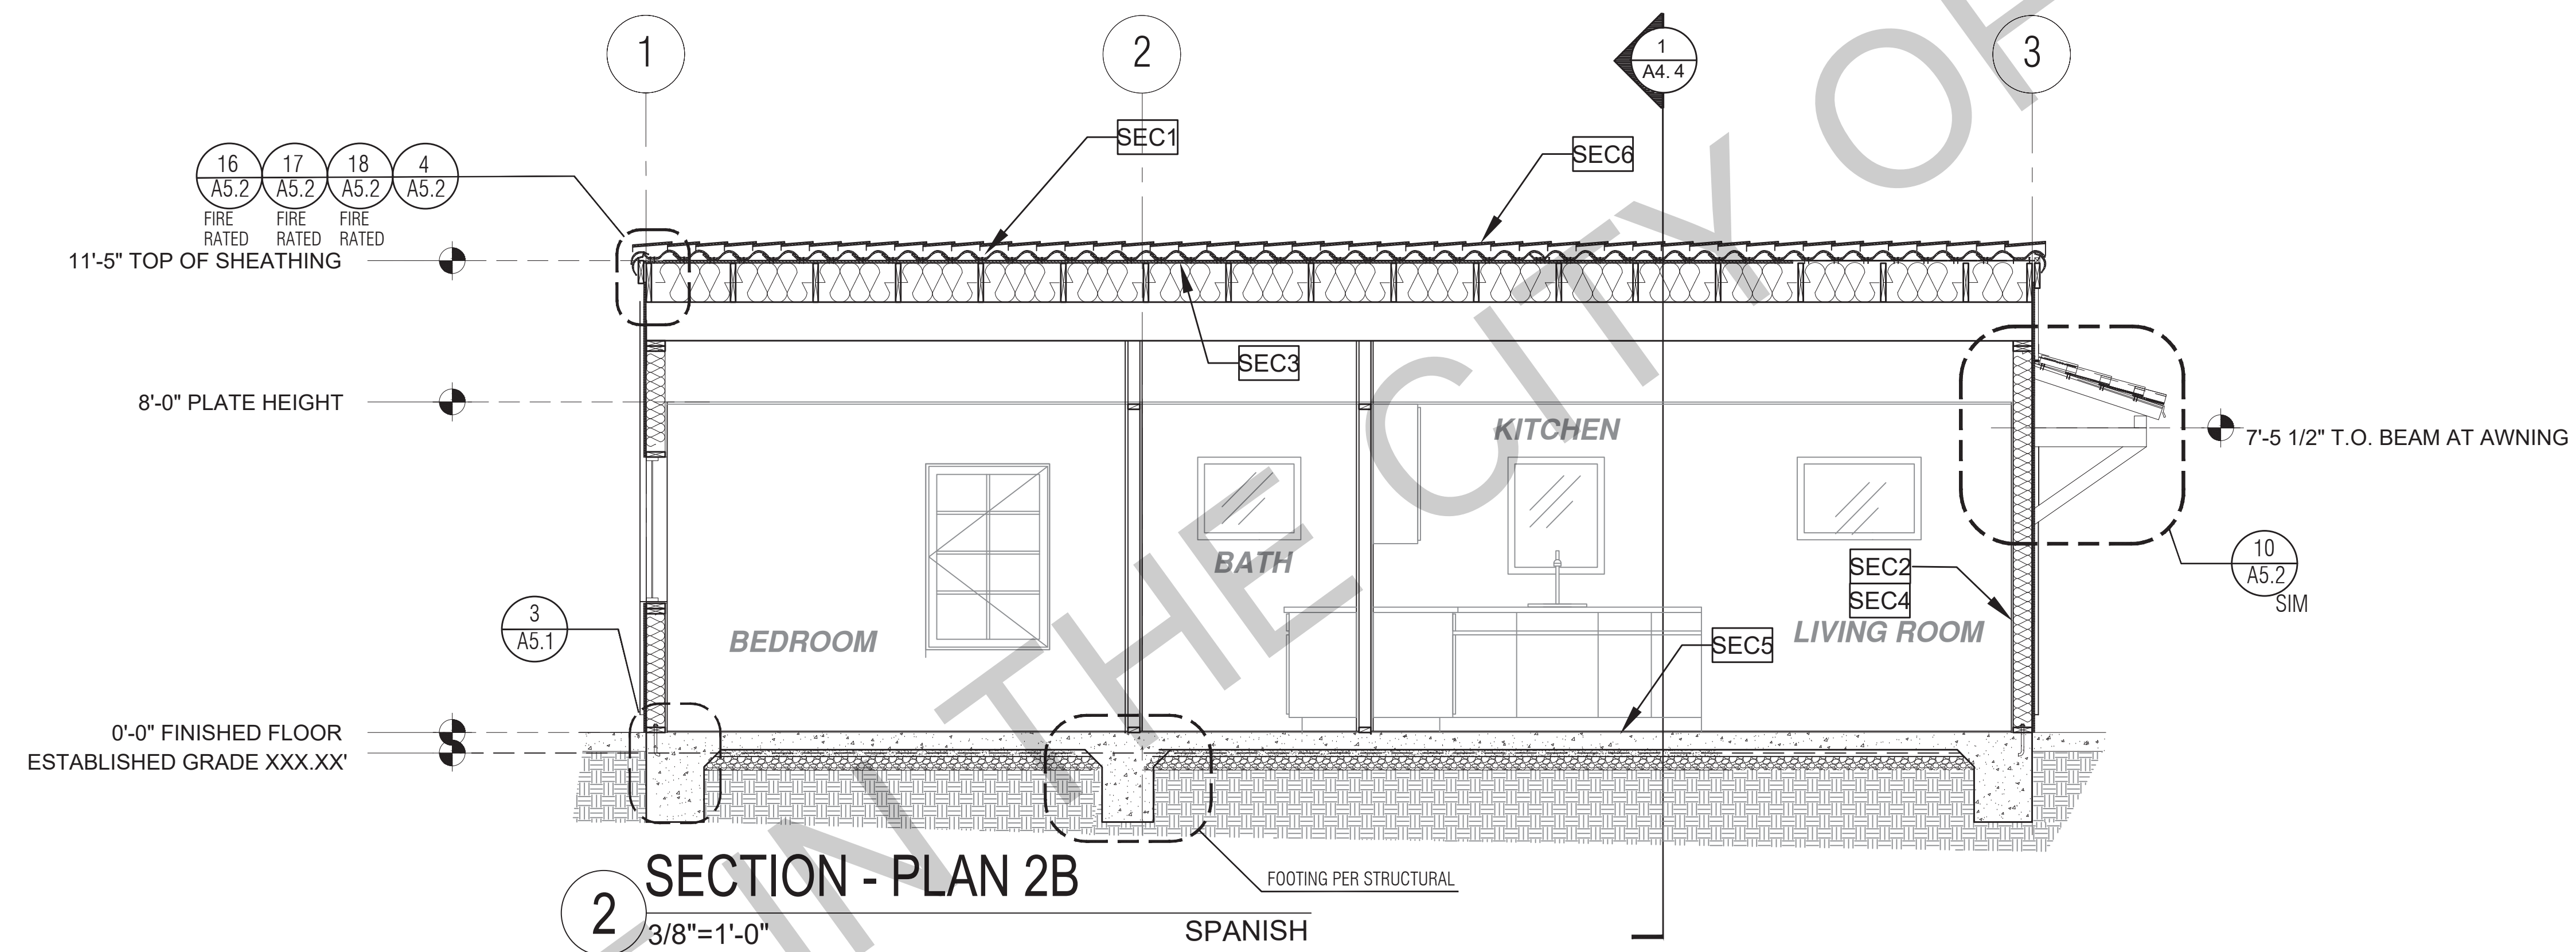 1
2
1
A4.4
3
SEC1
SEC6
16 17 18 4
A5.2 A5.2 A5.2 A5.2
FIRE FIRE FIRE
RATED RATED RATED
11'-5" TOP OF SHEATHING
SEC3
8'-0" PLATE HEIGHT
KITCHEN
7'-5 1/2" T.O. BEAM AT AWNING
BATH
SEC2
SEC4
10
A5.2
SIM
3
A5.1
BEDROOM
LIVING ROOM
SEC5
0'-0" FINISHED FLOOR
ESTABLISHED GRADE XXX.XX'
FOOTING PER STRUCTURAL
2
SECTION - PLAN 2B
3/8"=1'-0"
SPANISH
IN THE CITY OF